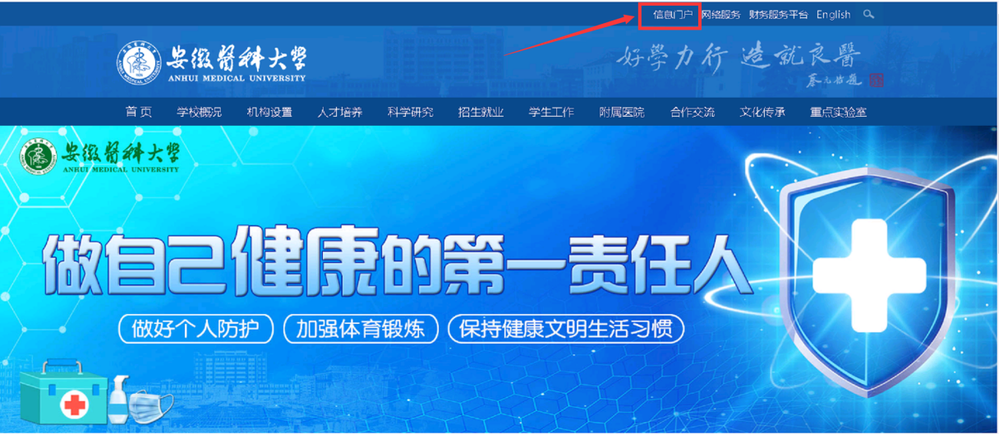 信息门户 网络服务 财务服务平台 English
安徽醫科大學
ANHUI MEDICAL UNIVERSITY
好學力行 造就良醫
首页 学校概况 机构设置 人才培养 科学研究 招生就业 学生工作 附属医院 合作交流 文化传承 重点实验室
安徽醫科大學
ANHUI MEDICAL UNIVERSITY
做自己健康的第一责任人
做好个人防护 加强体育锻炼 保持健康文明生活习惯